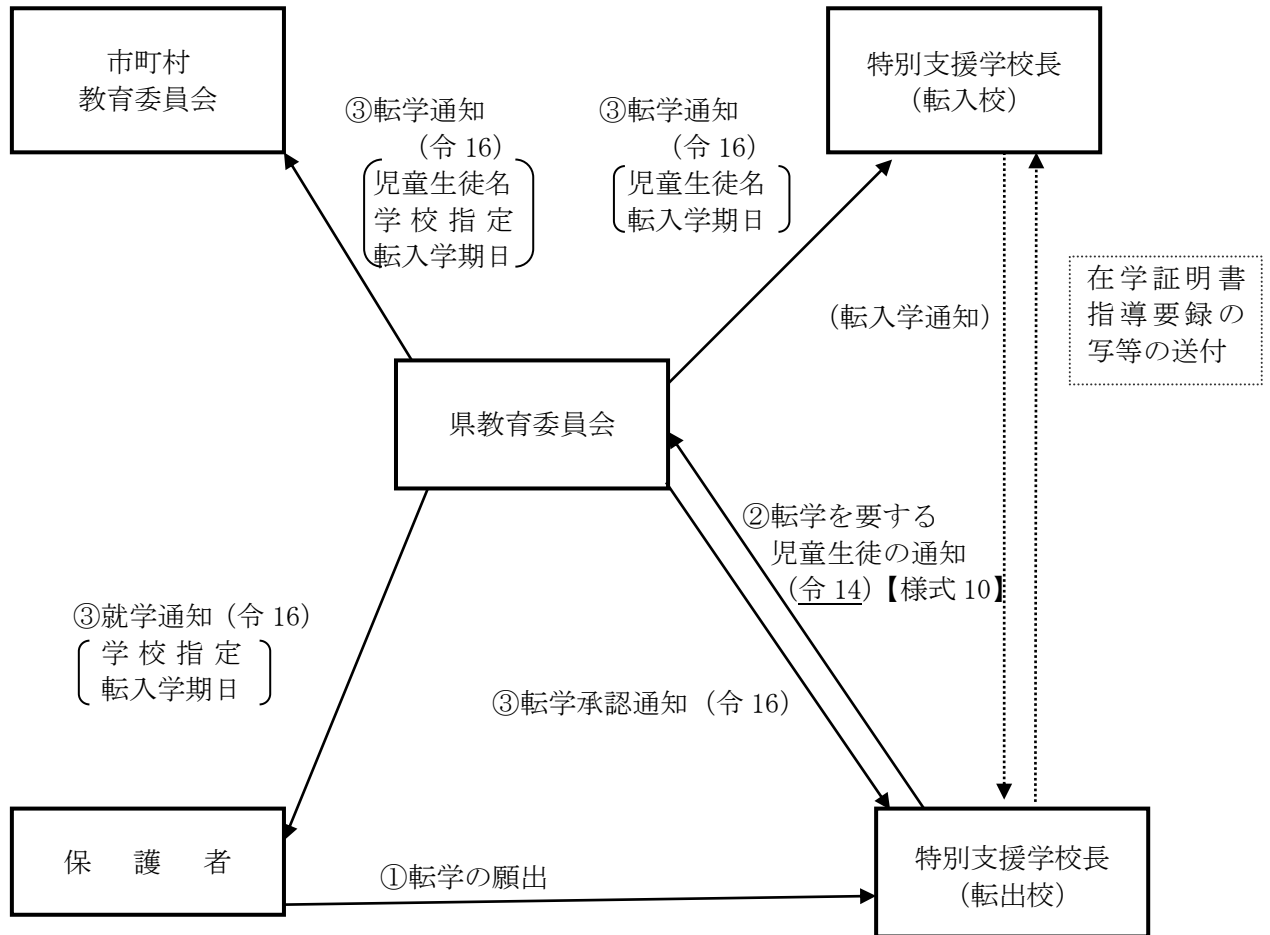 市町村
教育委員会
特別支援学校長
（転入校）
③転学通知
（令 16）
児童生徒名
学 校 指 定
転入学期日
③転学通知
（令 16）
児童生徒名
転入学期日
（転入学通知）
在学証明書
指導要録の
写等の送付
県教育委員会
②転学を要する
児童生徒の通知
（令 14）【様式 10】
③就学通知（令 16）
学 校 指 定
転入学期日
③転学承認通知（令 16）
保 護 者
①転学の願出
特別支援学校長
（転出校）